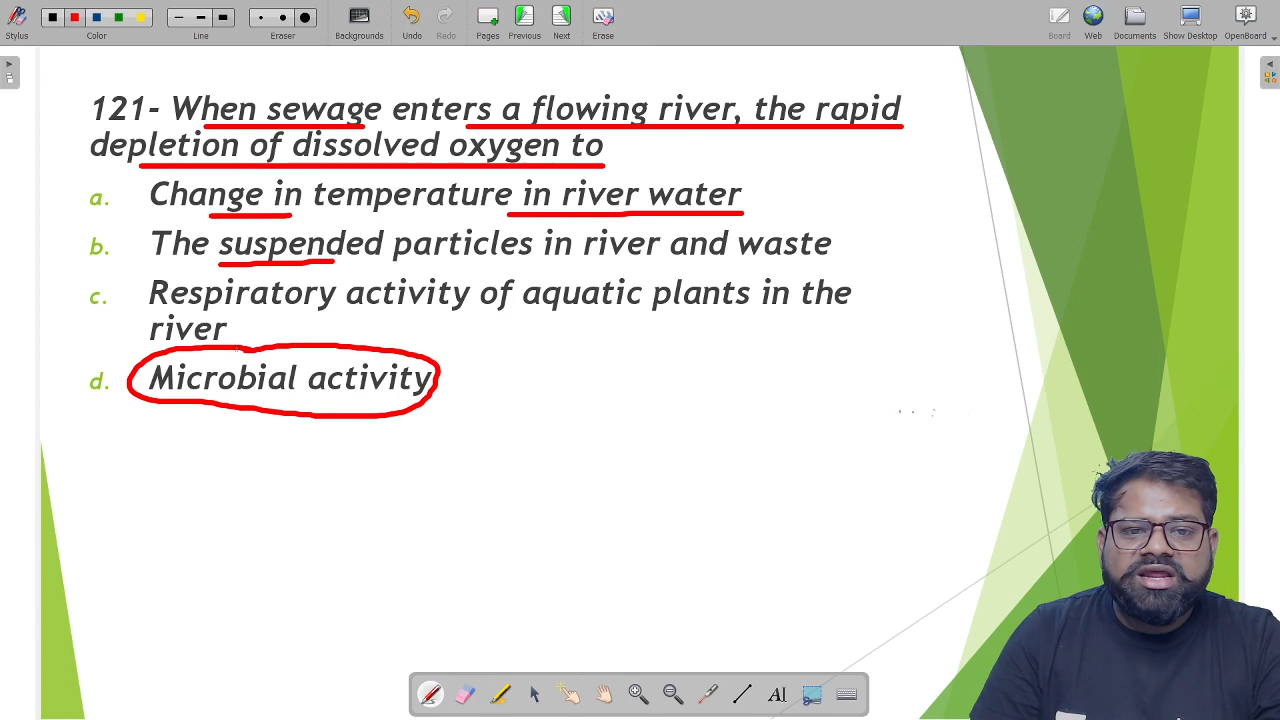 Stylus
Color
Line
Eraser
Backgrounds
Undo
Redo
Pages
Previous
Next
Erase
Board
Web
Documents
Show Desktop
OpenBoard
121- When sewage enters a flowing river, the rapid
depletion of dissolved oxygen to
a. Change in temperature in river water
b. The suspended particles in river and waste
c. Respiratory activity of aquatic plants in the
river
d. Microbial activity
AI